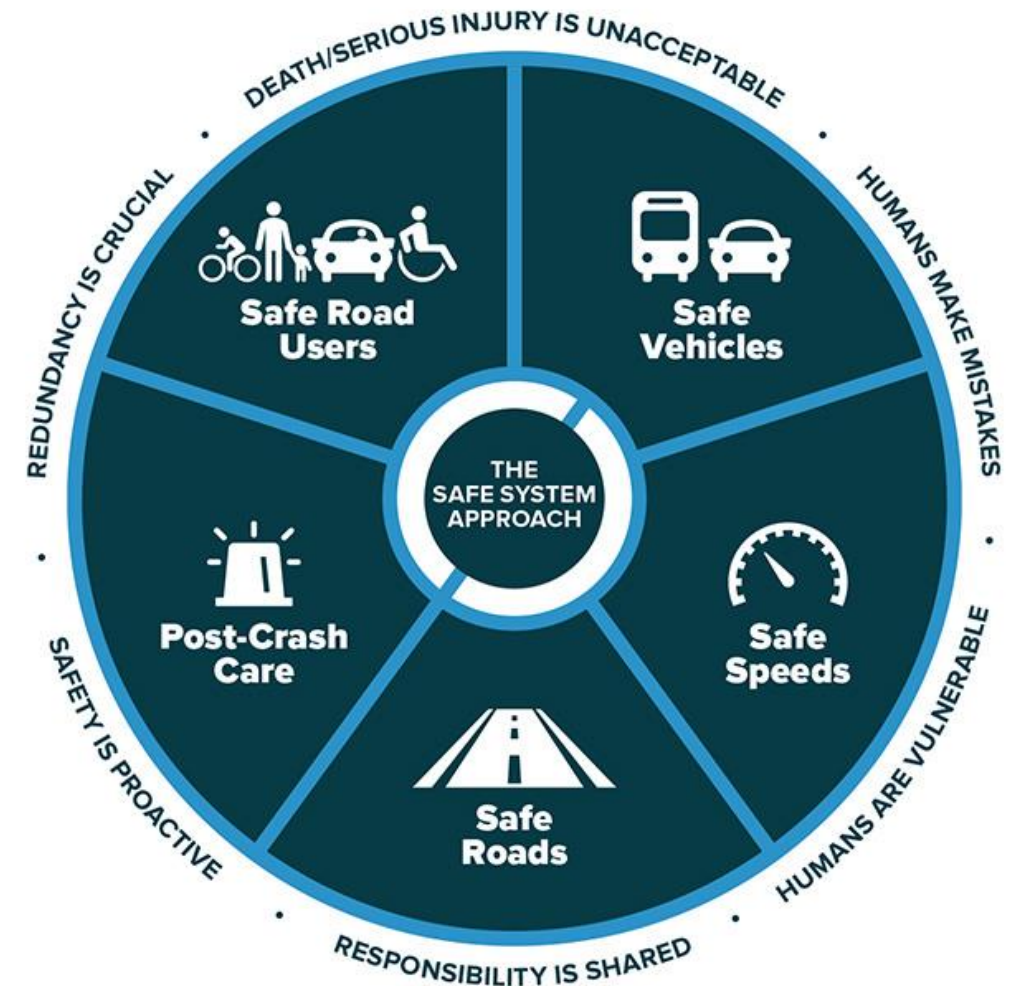 DEATH/SERIOUS INJURY IS UNACCEPTABLE
HUMANS MAKE MISTAKES
HUMANS ARE VULNERABLE
RESPONSIBILITY IS SHARED
SAFETY IS PROACTIVE
REDUNDANCY IS CRUCIAL
Safe Road
Users
Safe
Vehicles
Safe
Speeds
Safe
Roads
Post-Crash
Care
THE
SAFE SYSTEM
APPROACH